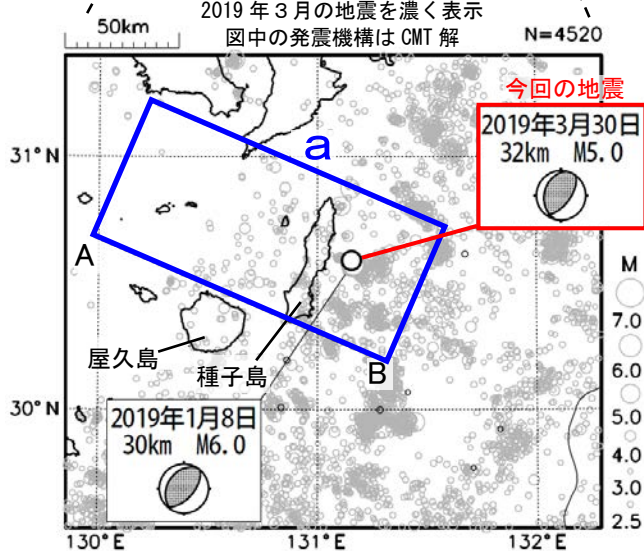 2019年3月の地震を濃く表示
図中の発震機構はCMT解
50km
N=4520
今回の地震
2019年3月30日
32km M5.0
31°N
a
A
M
7.0
6.0
5.0
4.0
3.0
2.5
屋久島
種子島
B
30°N
2019年1月8日
30km M6.0
130°E
131°E
132°E